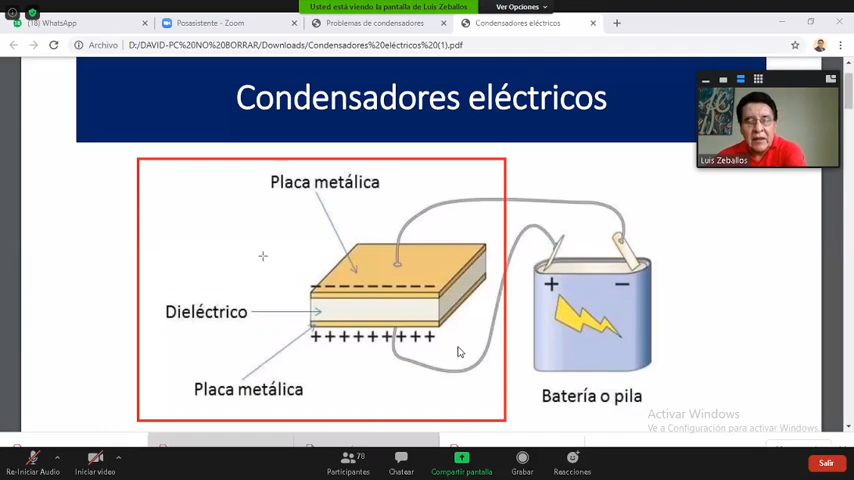 Usted está viendo la pantalla de Luis Zeballos
Ver Opciones
(18) WhatsApp
Posasistente - Zoom
Problemas de condensadores
Condensadores eléctricos
Archivo
D:/DAVID-PC%20NO%20BORRAR/Downloads/Condensadores%20eléctricos%20(1).pdf
Condensadores eléctricos
Luis Zeballos
Placa metálica
Dieléctrico
Placa metálica
- - - - - - - - -
+ + + + + + + + +
+ −
Batería o pila
Activar Windows
Ve a Configuración para activar Windows.
Re-Iniciar Audio
Iniciar video
78
Participantes
Chatear
Compartir pantalla
Grabar
Reacciones
Salir